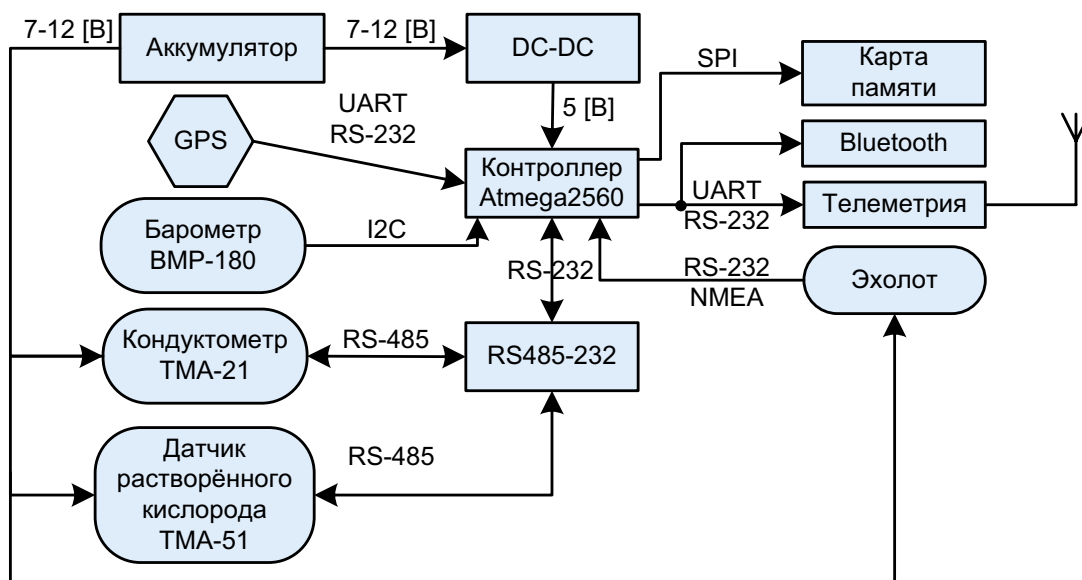 7-12 [В]
Аккумулятор
7-12 [В]
DC-DC
SPI
Карта
памяти
5 [В]
UART
RS-232
GPS
Bluetooth
Контроллер
Atmega2560
UART
RS-232
Телеметрия
Барометр
BMP-180
I2C
RS-232
RS-232
NMEA
Эхолот
Кондуктометр
ТМА-21
RS-485
RS485-232
Датчик
растворённого
кислорода
ТМА-51
RS-485